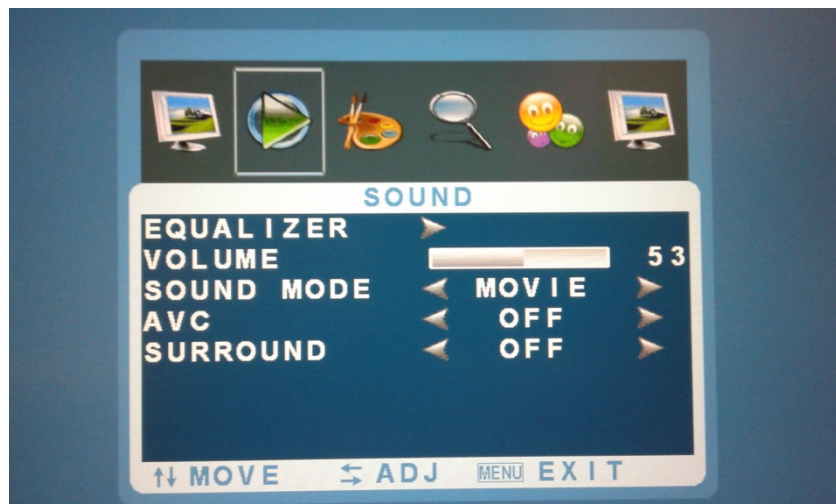 SOUND
EQUALIZER
VOLUME 53
SOUND MODE MOVIE
AVC OFF
SURROUND OFF
MOVE ADJ MENU EXIT